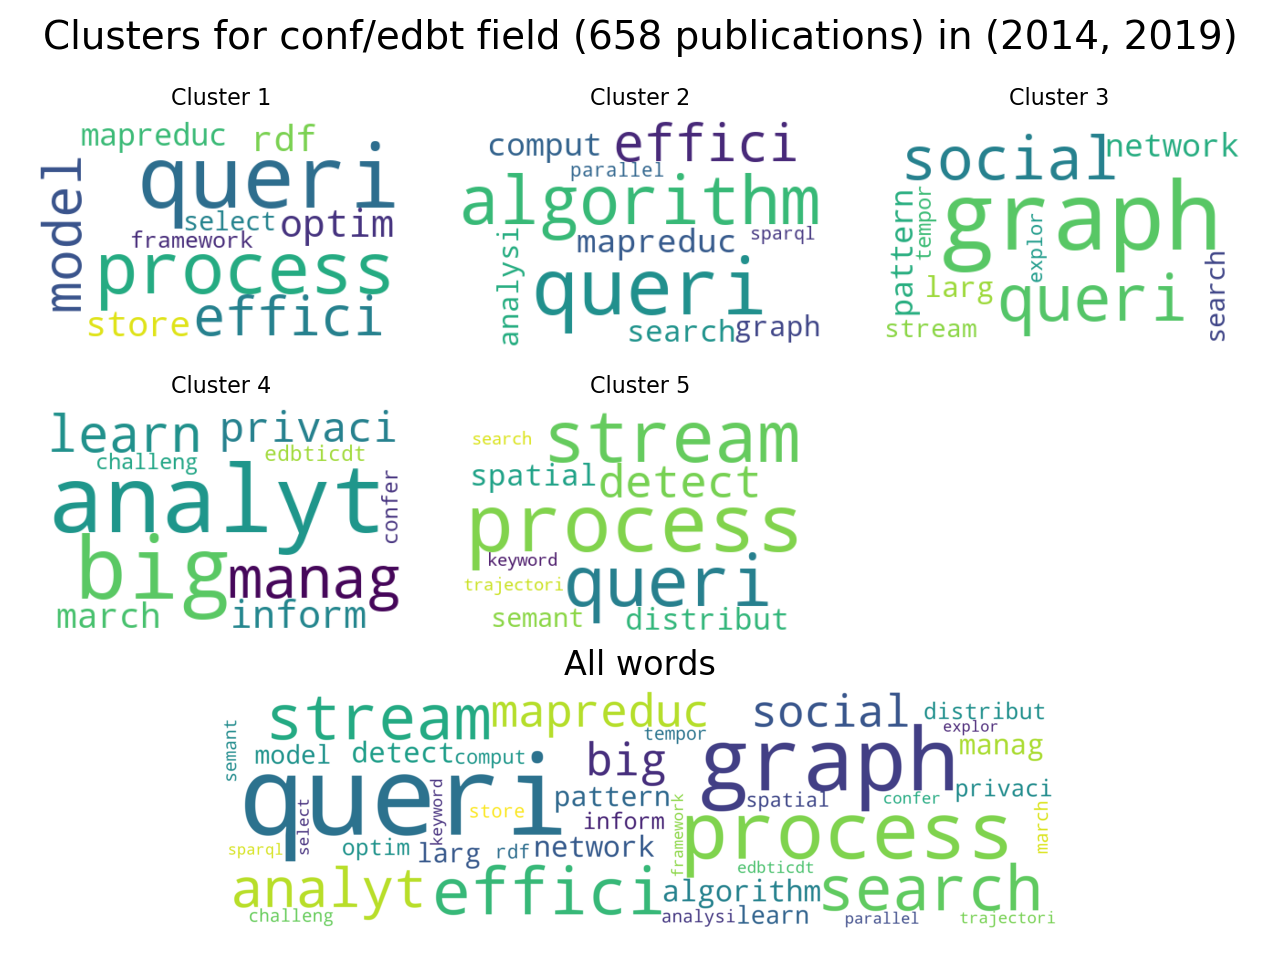 Clusters for conf/edbt field (658 publications) in (2014, 2019)
Cluster 1
mapreduc rdf
model queri
select optim
framework
process
store effici
Cluster 2
comput effici
parallel
algorithm
mapreduc sparql
analysi queri
search graph
Cluster 3
social network
pattern tempor graph
explor
larg queri search
stream
Cluster 4
learn privaci
challeng edbticdt
analyt confer
big manag
march inform
Cluster 5
search stream
spatial detect
process
keyword
trajectori queri
semant distribut
All words
stream mapreduc social distribut
semant model detect comput tempor big graph explor manag
queri keyword select store pattern spatial confer privaci
inform framework process march
sparql optim larg rdf network
analyt effici edbticdt algorithm search
challeng analysi learn parallel trajectori